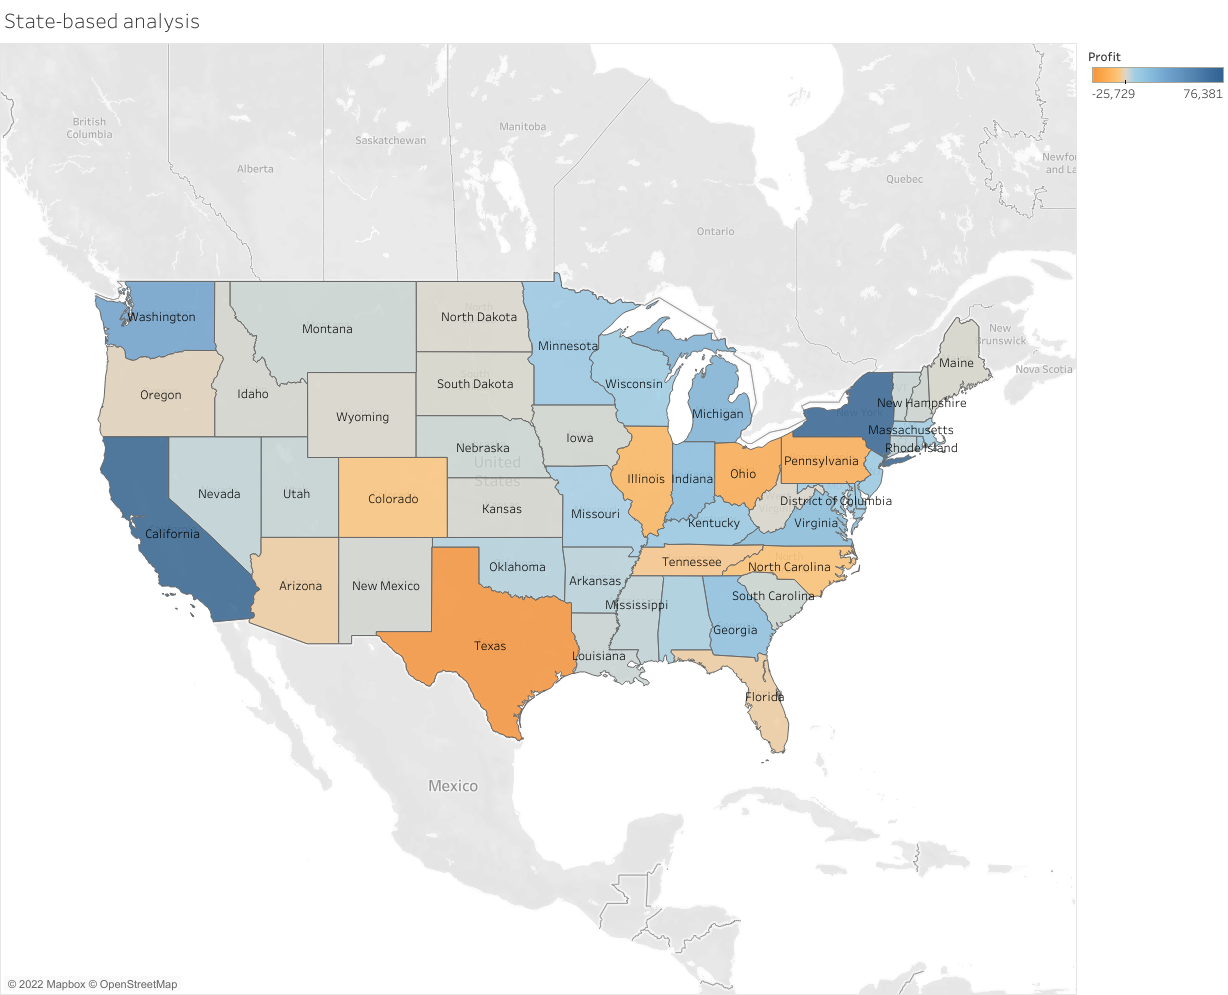 State-based analysis
Profit
-25,729
76,381
British
Columbia
Alberta
Saskatchewan
Manitoba
Ontario
Quebec
New
Brunswick
Nova Scotia
Washington
Montana
North Dakota
Minnesota
Maine
Oregon
Idaho
South Dakota
Wisconsin
Wyoming
Michigan
New York
New Hampshire
Massachusetts
Rhode Island
Iowa
Nebraska
United
States
Pennsylvania
Nevada
Utah
Colorado
Kansas
Illinois
Indiana
Ohio
District of Columbia
Missouri
Kentucky
Virginia
California
Oklahoma
Tennessee
North
North Carolina
Arizona
New Mexico
Arkansas
Mississippi
South Carolina
Georgia
Texas
Louisiana
Florida
Mexico
© 2022 Mapbox © OpenStreetMap